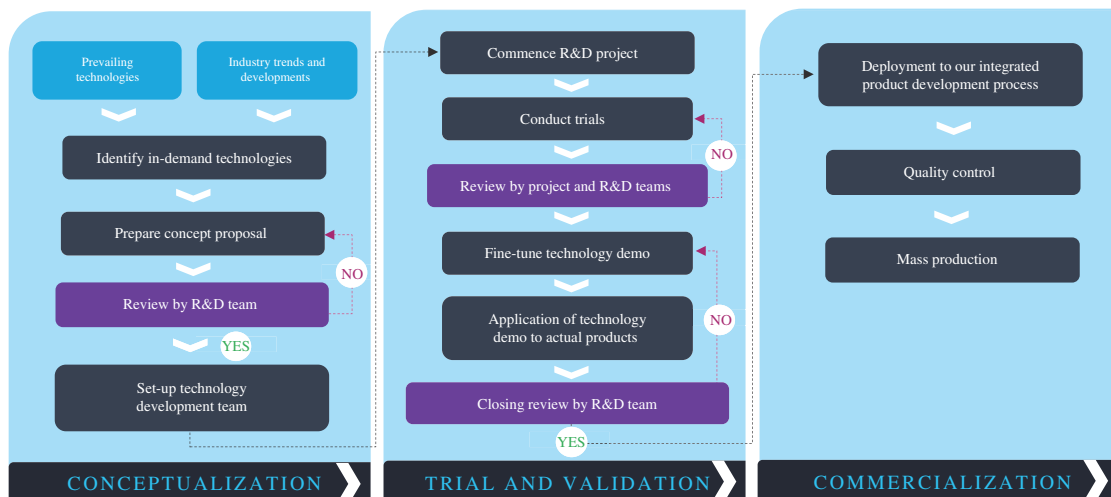 Prevailing
technologies
Industry trends and
developments
Identify in-demand technologies
Prepare concept proposal
NO
Review by R&D team
YES
Set-up technology
development team
CONCEPTUALIZATION
Commence R&D project
Conduct trials
NO
Review by project and R&D teams
Fine-tune technology demo
Application of technology
demo to actual products
NO
Closing review by R&D team
YES
TRIAL AND VALIDATION
Deployment to our integrated
product development process
Quality control
Mass production
COMMERCIALIZATION